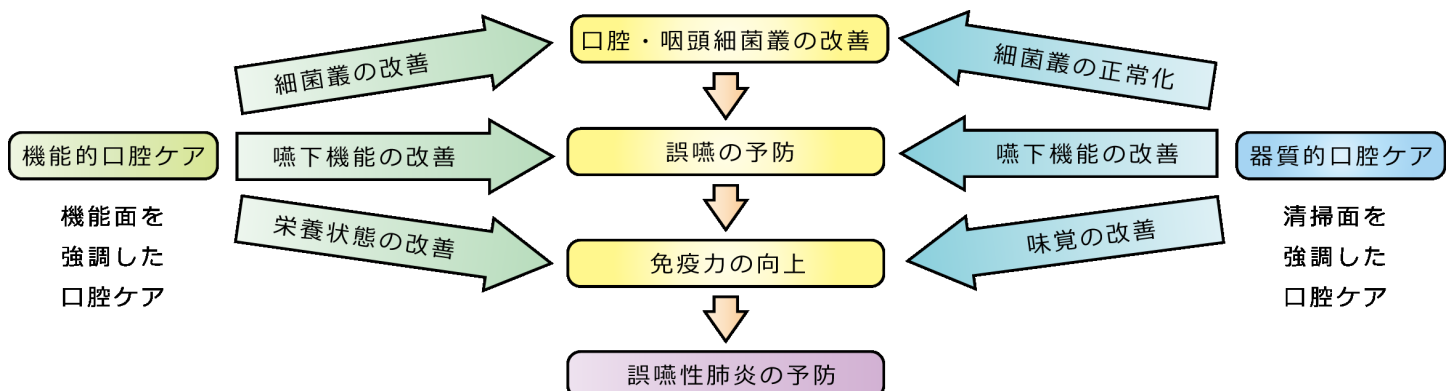 口腔・咽頭細菌叢の改善
細菌叢の改善
細菌叢の正常化
機能的口腔ケア
嚥下機能の改善
誤嚥の予防
嚥下機能の改善
器質的口腔ケア
機能面を
強調した
口腔ケア
栄養状態の改善
免疫力の向上
味覚の改善
清掃面を
強調した
口腔ケア
誤嚥性肺炎の予防